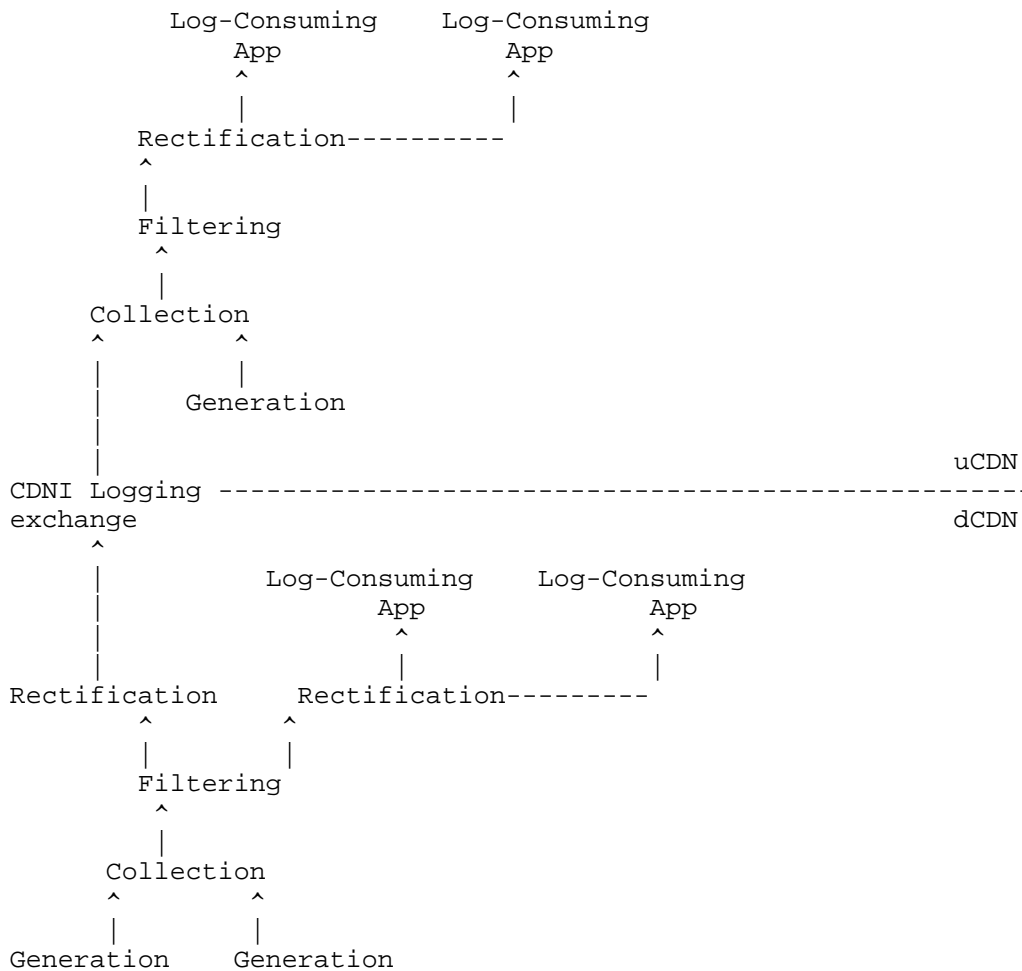 Log-Consuming Log-Consuming
App App
Rectification----------
Filtering
Collection
Generation
uCDN
CDNI Logging ---------------------------------------------------
exchange dCDN
Log-Consuming Log-Consuming
App App
Rectification Rectification---------
Filtering
Collection
Generation Generation